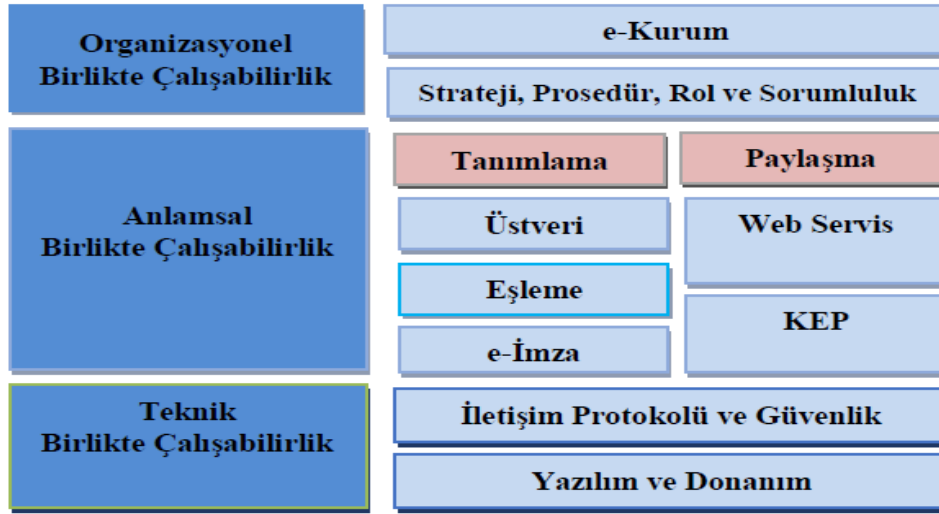 Organizasyonel
Birlikte Çalışabilirlik
e-Kurum
Strateji, Prosedür, Rol ve Sorumluluk
Anlamsal
Birlikte Çalışabilirlik
Tanımlama
Paylaşma
Üstveri
Web Servis
Eşleme
KEP
e-İmza
Teknik
Birlikte Çalışabilirlik
İletişim Protokolü ve Güvenlik
Yazılım ve Donanım